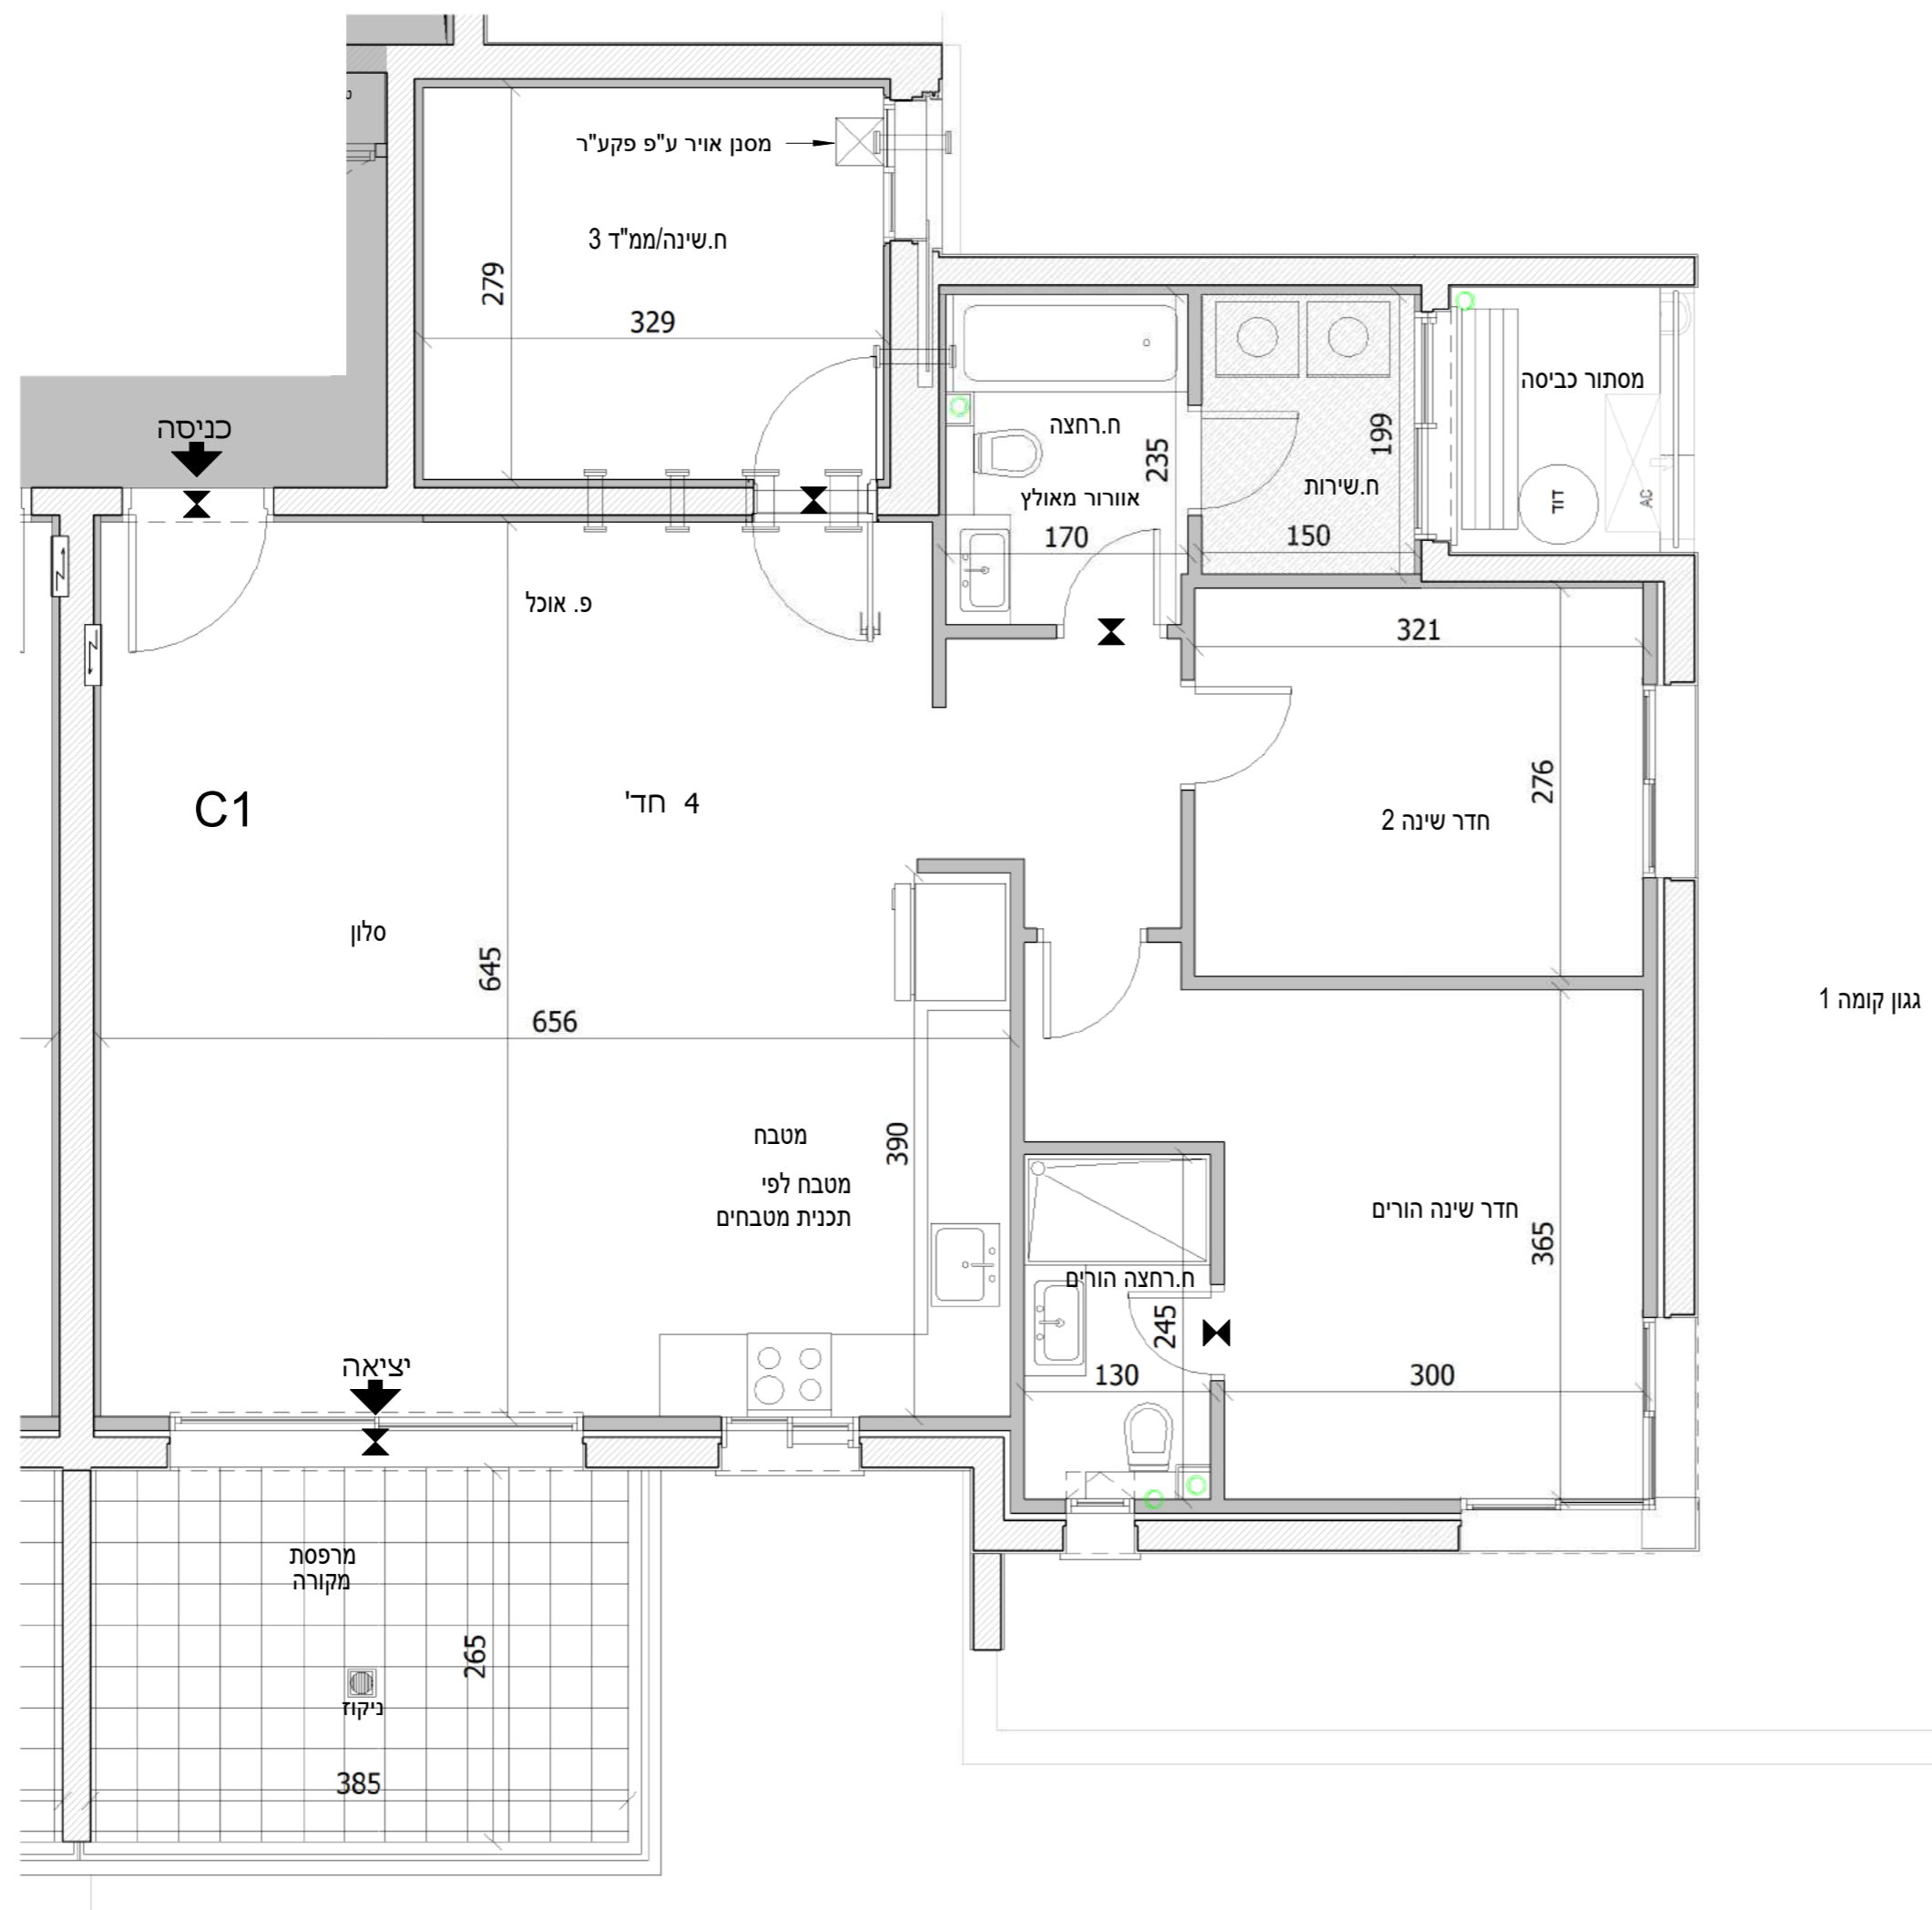 מסנן אויר ע"פ פקע"ר
ח.שינה/ממ"ד 3
279
329
כניסה
מסתור כביסה
ח.רחצה
199
235
אוורור מאולץ
ח.שירות
דוד
AC
170
150
פ. אוכל
321
C1
4 חד'
276
חדר שינה 2
סלון
645
גגון קומה 1
656
מטבח
390
מטבח לפי
תכנית מטבחים
חדר שינה הורים
365
ח.רחצה הורים
245
יציאה
130
300
מרפסת
מקורה
265
ניקוז
385